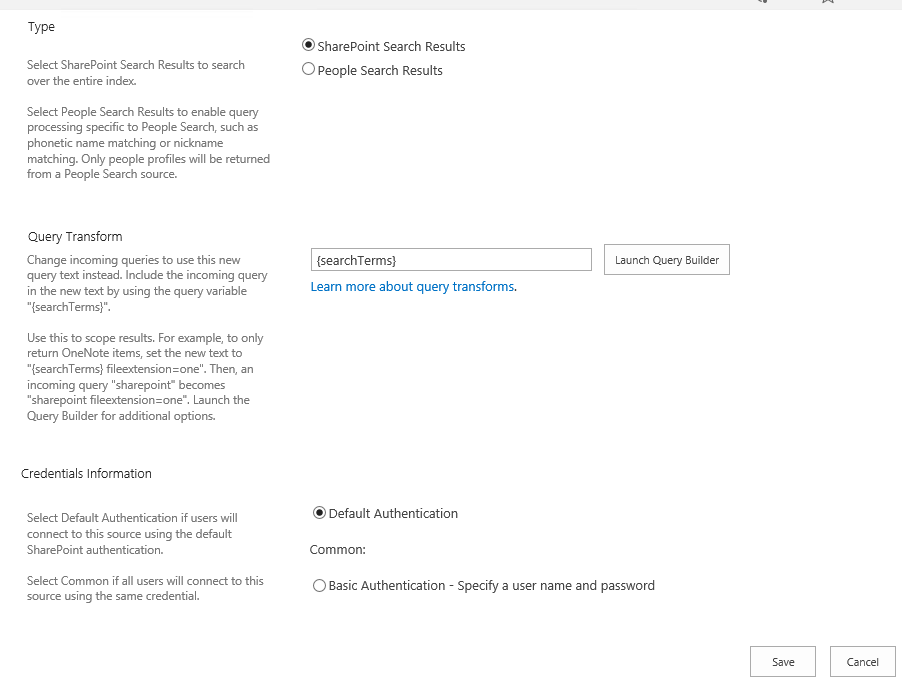 Type
SharePoint Search Results
People Search Results
Select SharePoint Search Results to search
over the entire index.
Select People Search Results to enable query
processing specific to People Search, such as
phonetic name matching or nickname
matching. Only people profiles will be returned
from a People Search source.
Query Transform
Change incoming queries to use this new
query text instead. Include the incoming query
in the new text by using the query variable
"{searchTerms}".
Use this to scope results. For example, to only
return OneNote items, set the new text to
"{searchTerms} fileextension=one". Then, an
incoming query "sharepoint" becomes
"sharepoint fileextension=one". Launch the
Query Builder for additional options.
{searchTerms}
Launch Query Builder
Learn more about query transforms.
Credentials Information
Select Default Authentication if users will
connect to this source using the default
SharePoint authentication.
Select Common if all users will connect to this
source using the same credential.
Default Authentication
Common:
Basic Authentication - Specify a user name and password
Save
Cancel